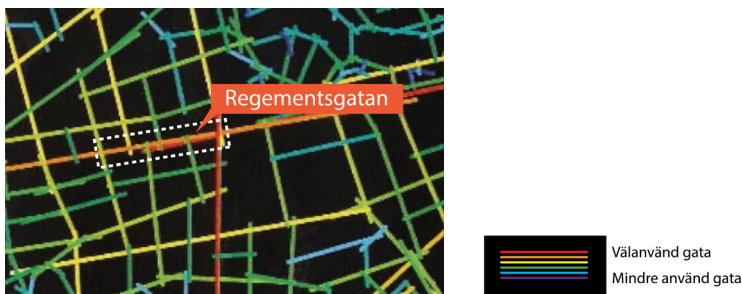 Regementsgatan
Välanvänd gata
Mindre använd gata